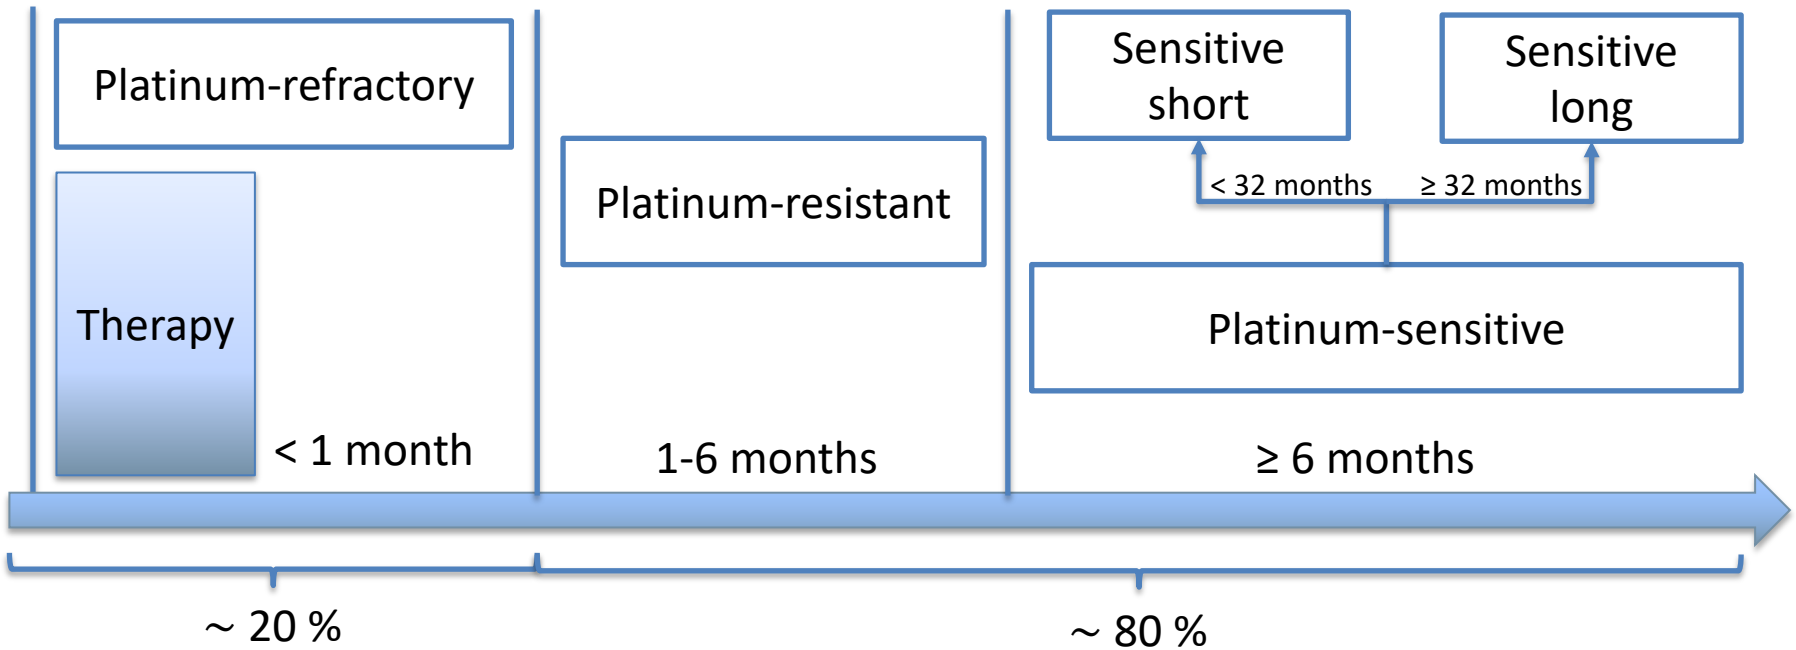 Platinum-refractory
Therapy
< 1 month
Platinum-resistant
1-6 months
Sensitive
short
Sensitive
long
< 32 months
≥ 32 months
Platinum-sensitive
≥ 6 months
~ 20 %
~ 80 %